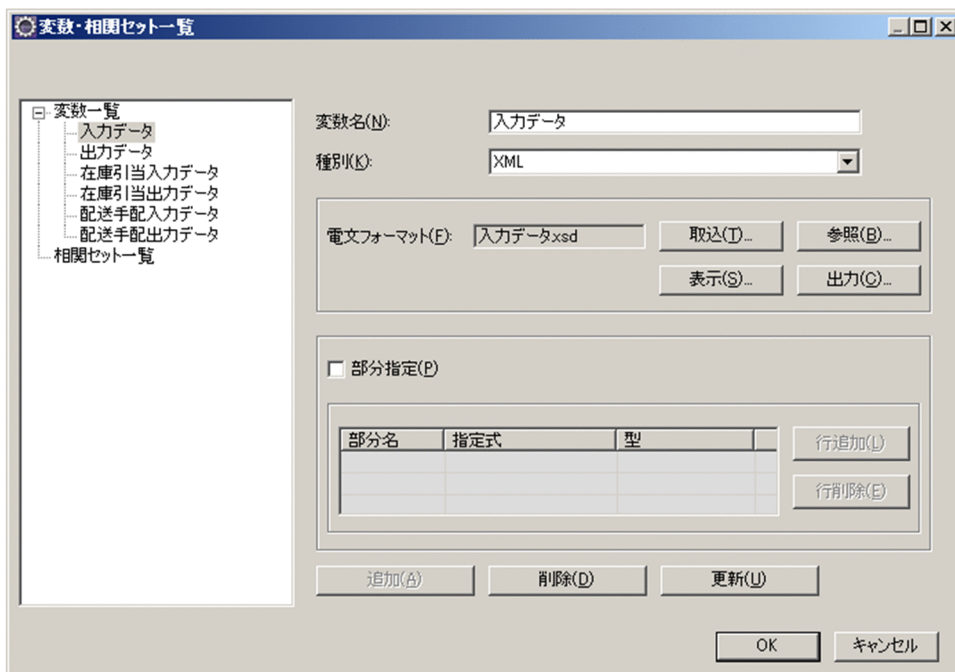 変数・相関セット一覧
変数一覧
入力データ
出力データ
在庫引当入力データ
在庫引当出力データ
配送手配入力データ
配送手配出力データ
相関セット一覧
変数名(N): 入力データ
種別(K): XML
電文フォーマット(F): 入力データ.xsd 取込(T)... 参照(B)...
表示(S)... 出力(C)...
部分指定(P)
部分名 指定式 型 行追加(L)
行削除(E)
追加(A) 削除(D) 更新(U)
OK キャンセル